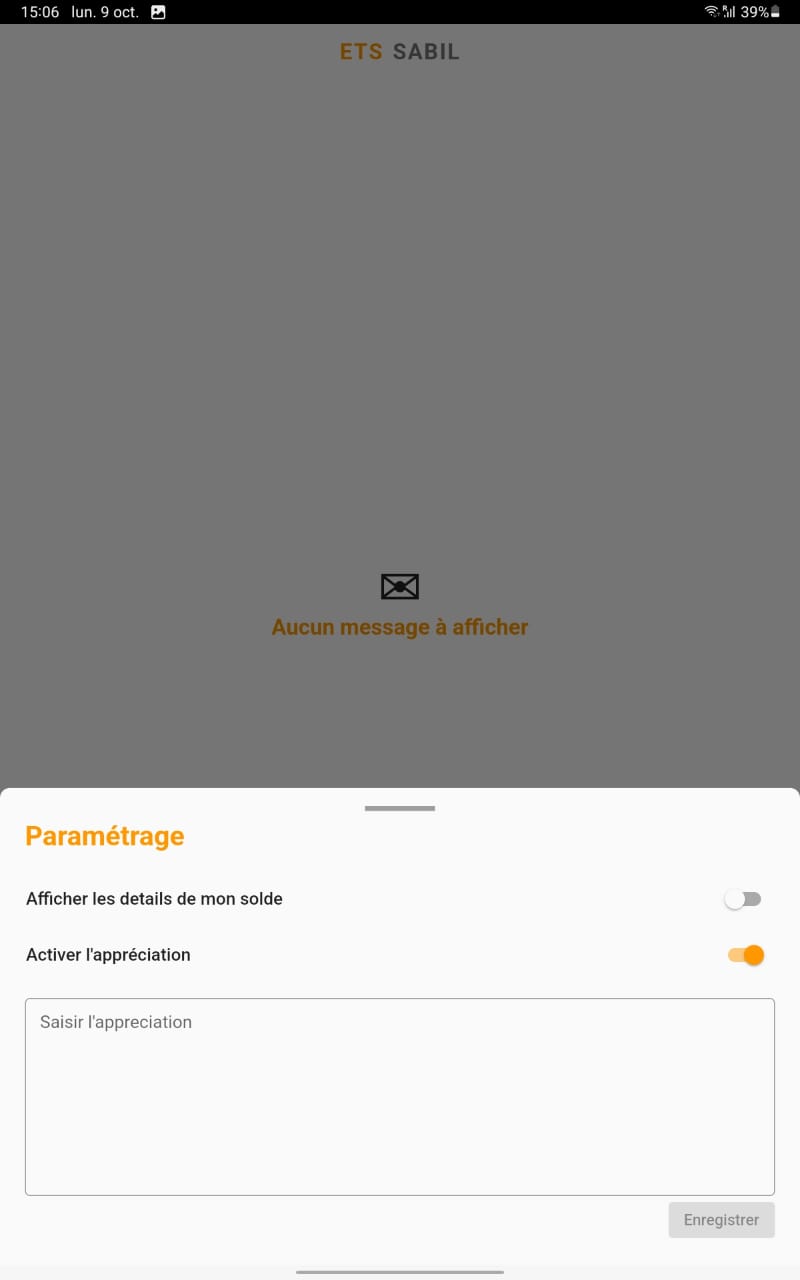 15:06 lun. 9 oct. 39%
ETS SABIL
Aucun message à afficher
Paramétrage
Afficher les details de mon solde
Activer l'appréciation
Saisir l'appreciation
Enregistrer